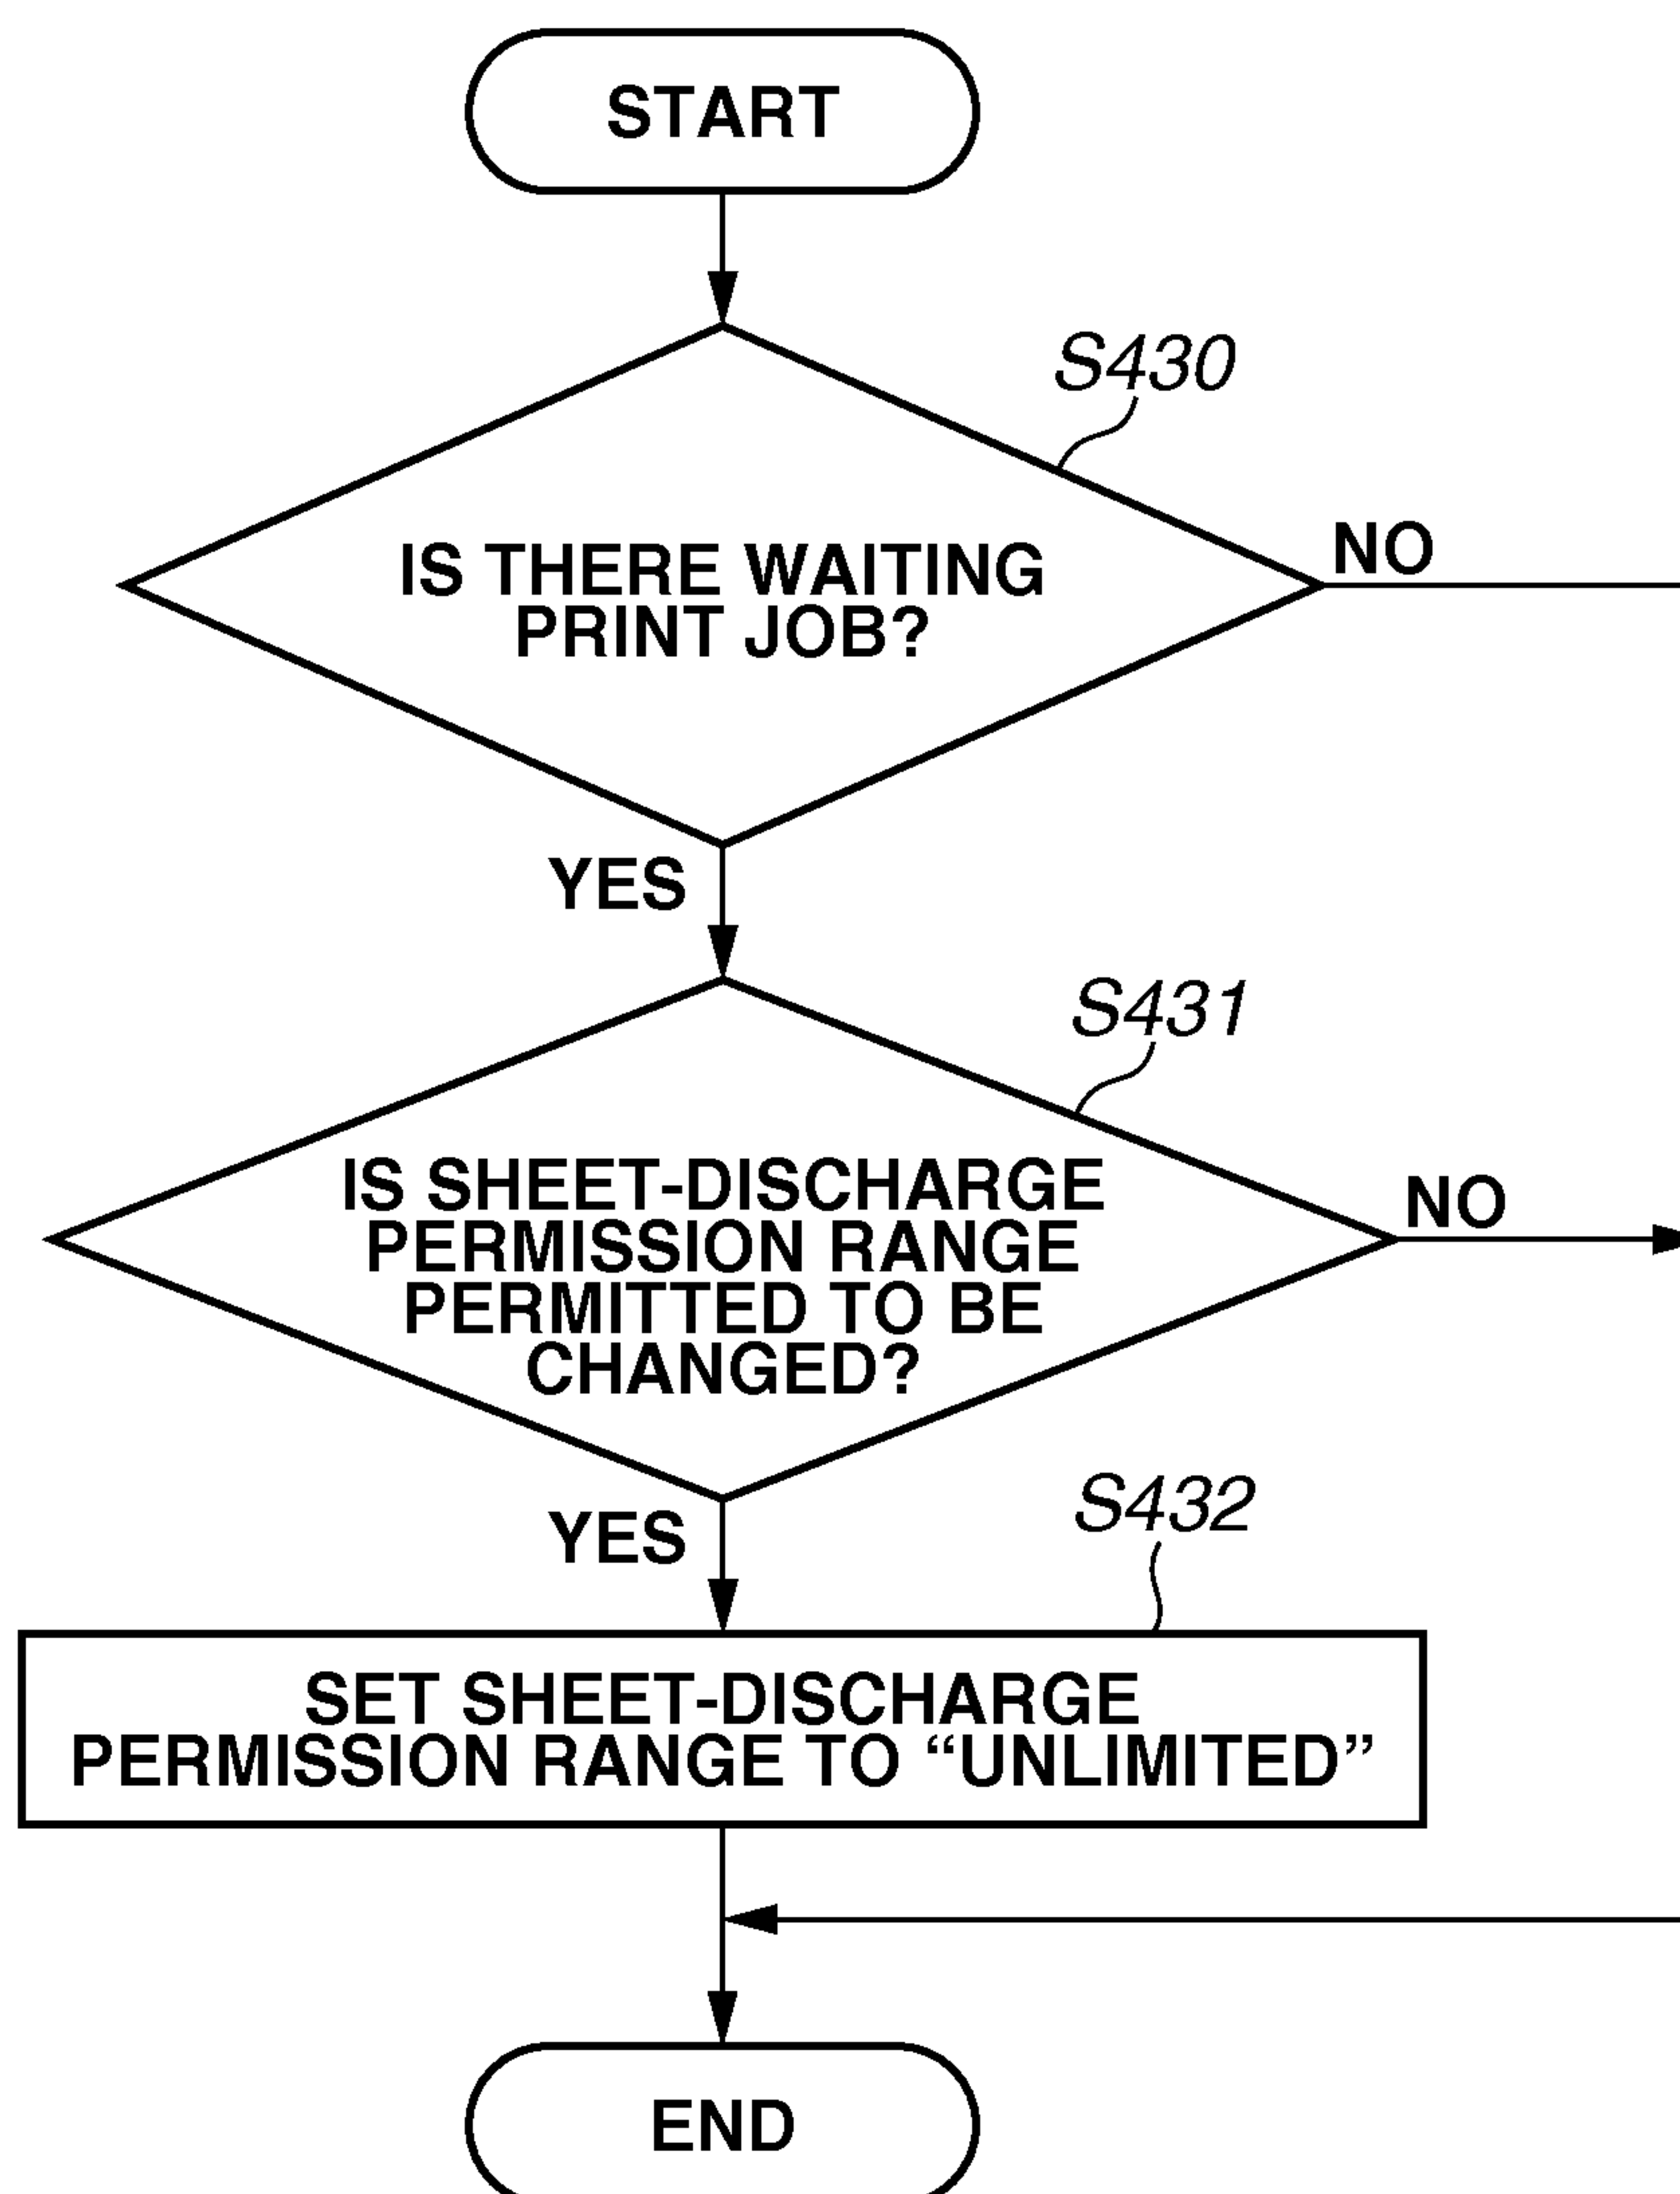 START
S430
IS THERE WAITING
PRINT JOB?
NO
YES
S431
IS SHEET-DISCHARGE
PERMISSION RANGE
PERMITTED TO BE
CHANGED?
NO
YES
S432
SET SHEET-DISCHARGE
PERMISSION RANGE TO “UNLIMITED”
END